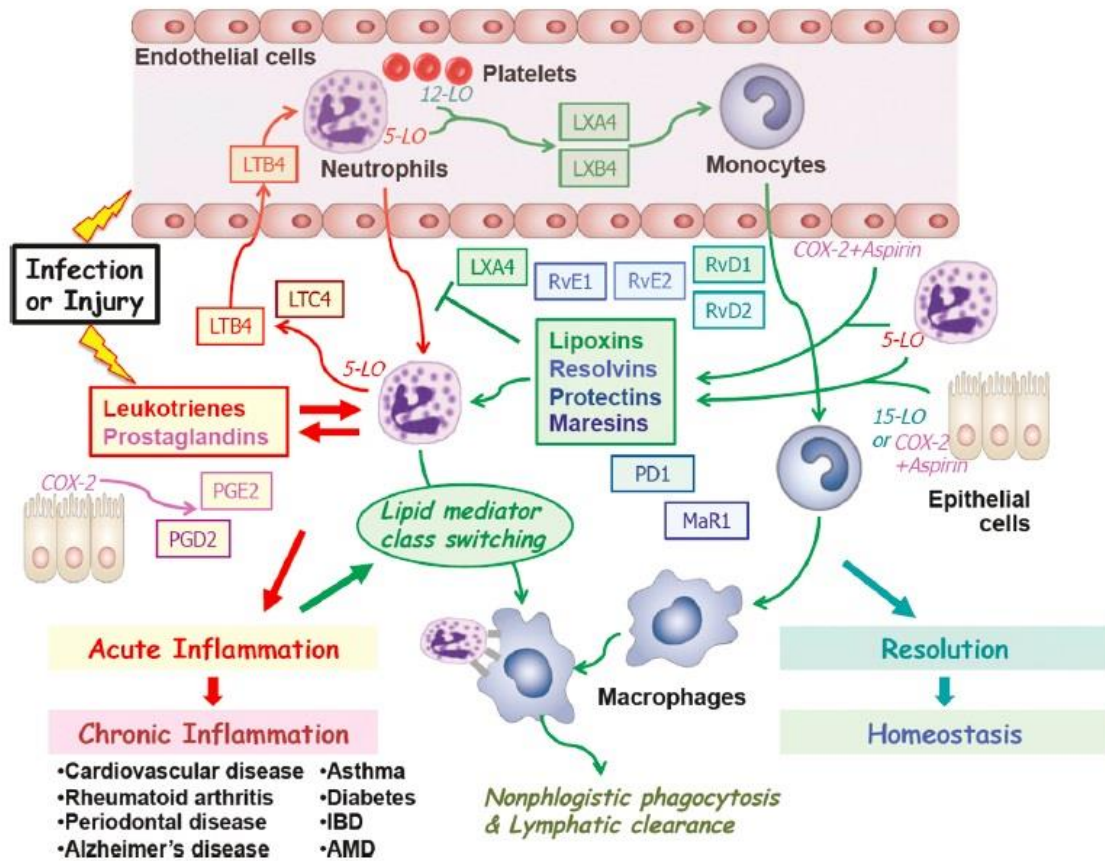 Endothelial cells
Platelets
12-LO
5-LO
Neutrophils
LTB4
LXA4
LXB4
Monocytes
Infection
or Injury
LTB4
LTC4
5-LO
LXA4
RvE1
RvE2
RvD1
RvD2
COX-2+Aspirin
5-LO
Lipoxins
Resolvins
Protectins
Maresins
Leukotrienes
Prostaglandins
15-LO
or COX-2
+Aspirin
Epithelial
cells
COX-2
PGE2
PGD2
PD1
MaR1
Lipid mediator
class switching
Acute Inflammation
Chronic Inflammation
•Cardiovascular disease
•Rheumatoid arthritis
•Periodontal disease
•Alzheimer's disease
•Asthma
•Diabetes
•IBD
•AMD
Macrophages
Nonphlogistic phagocytosis
& Lymphatic clearance
Resolution
Homeostasis